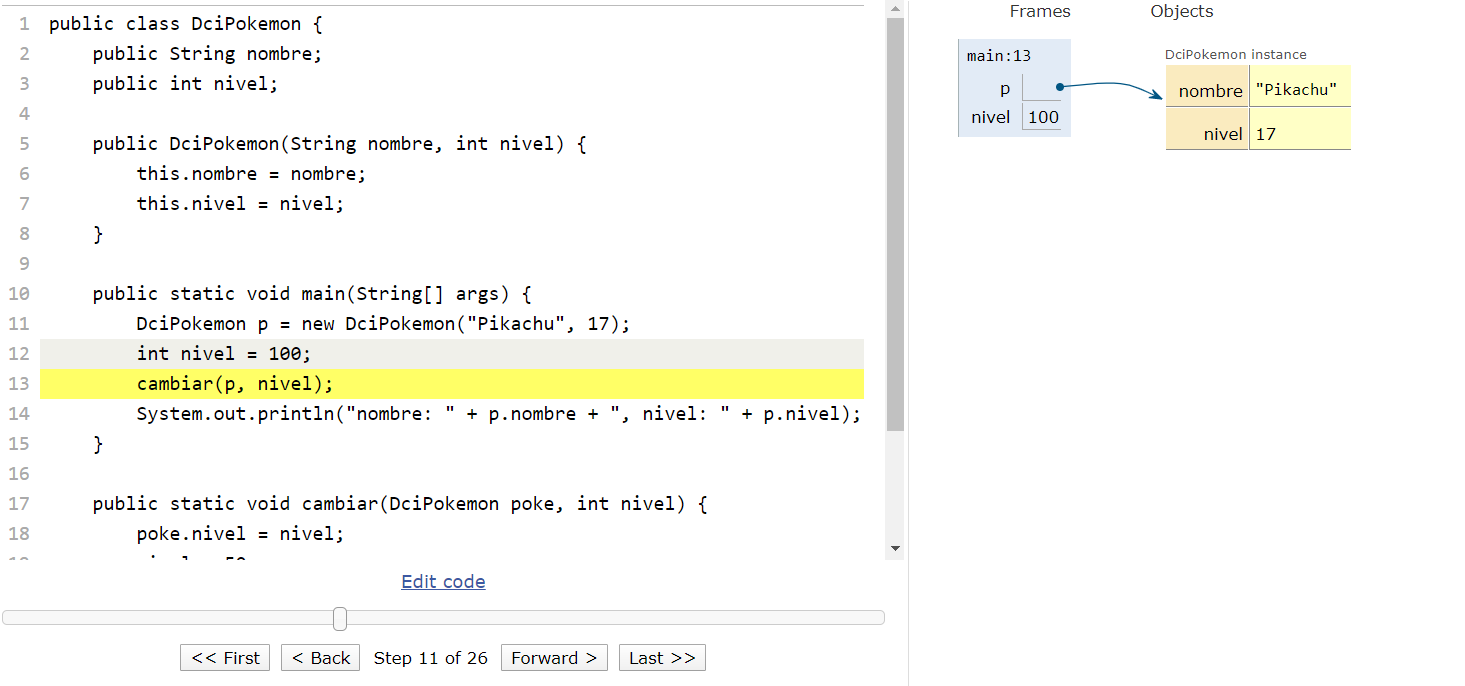 1 public class DciPokemon {
2 public String nombre;
3 public int nivel;
4
5 public DciPokemon(String nombre, int nivel) {
6 this.nombre = nombre;
7 this.nivel = nivel;
8 }
9
10 public static void main(String[] args) {
11 DciPokemon p = new DciPokemon("Pikachu", 17);
12 int nivel = 100;
13 cambiar(p, nivel);
14 System.out.println("nombre: " + p.nombre + ", nivel: " + p.nivel);
15 }
16
17 public static void cambiar(DciPokemon poke, int nivel) {
18 poke.nivel = nivel;
Edit code
<< First < Back Step 11 of 26 Forward > Last >>
Frames Objects
main:13
p
nivel 100
DciPokemon instance
nombre "Pikachu"
nivel 17